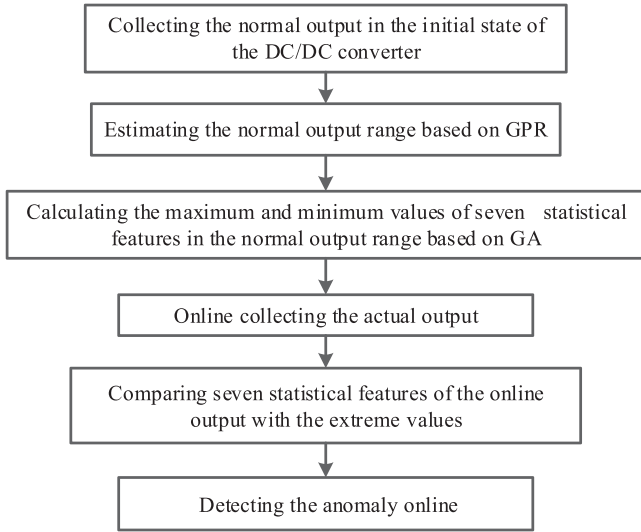 Collecting the normal output in the initial state of
the DC/DC converter
Estimating the normal output range based on GPR
Calculating the maximum and minimum values of seven statistical
features in the normal output range based on GA
Online collecting the actual output
Comparing seven statistical features of the online
output with the extreme values
Detecting the anomaly online